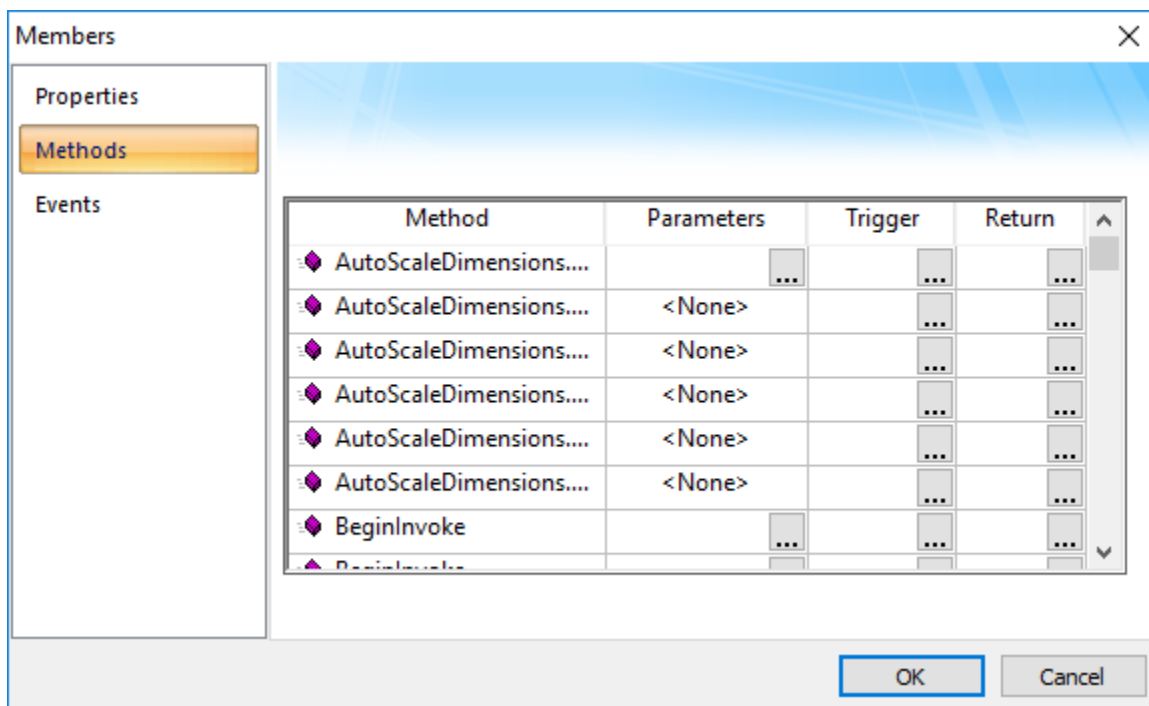 Members
Properties
Methods
Events
Method Parameters Trigger Return
AutoScaleDimensions.... ... ... ...
AutoScaleDimensions.... <None> ... ...
AutoScaleDimensions.... <None> ... ...
AutoScaleDimensions.... <None> ... ...
AutoScaleDimensions.... <None> ... ...
AutoScaleDimensions.... <None> ... ...
BeginInvoke ... ... ...
BeginInvoke
OK Cancel